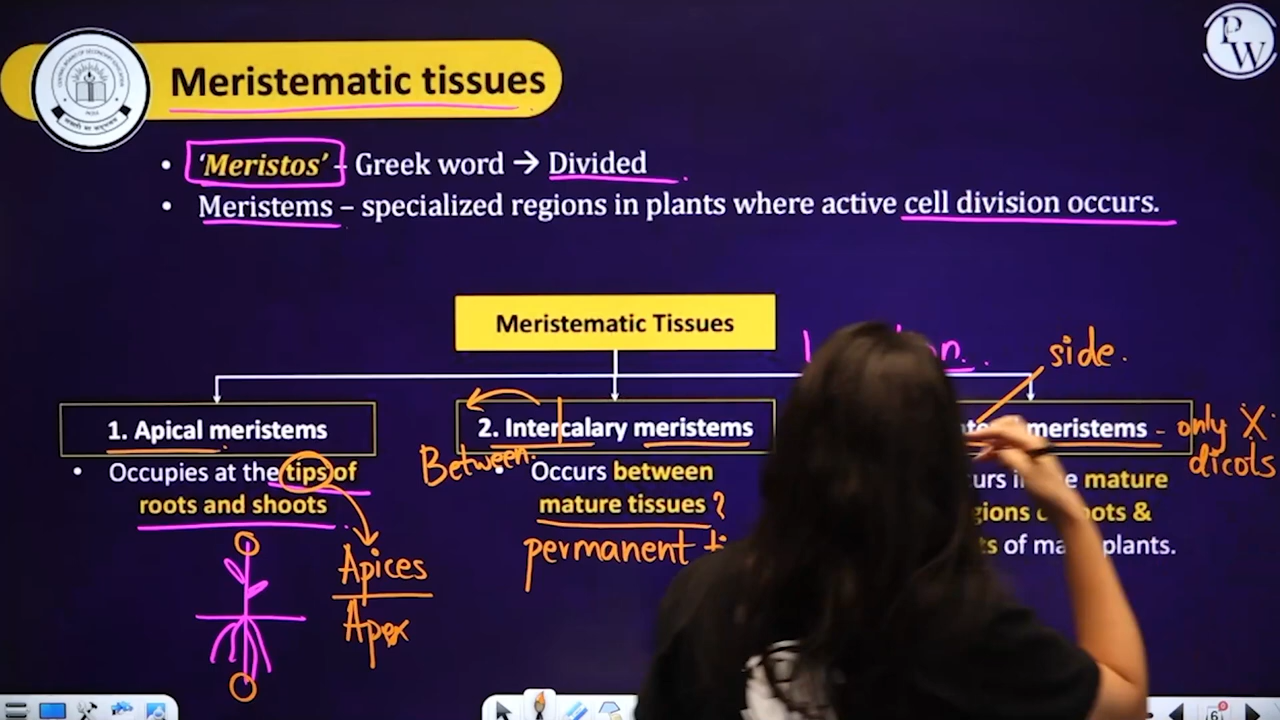 PW
Meristematic tissues
• 'Meristos' - Greek word → Divided
• Meristems – specialized regions in plants where active cell division occurs.
Meristematic Tissues
side.
1. Apical meristems
2. Intercalary meristems
meristems - only X
dicots
• Occupies at the tips of
roots and shoots
Between.
• Occurs between
mature tissues ?
permanent
mature
&
of plants.
Apices
Apex